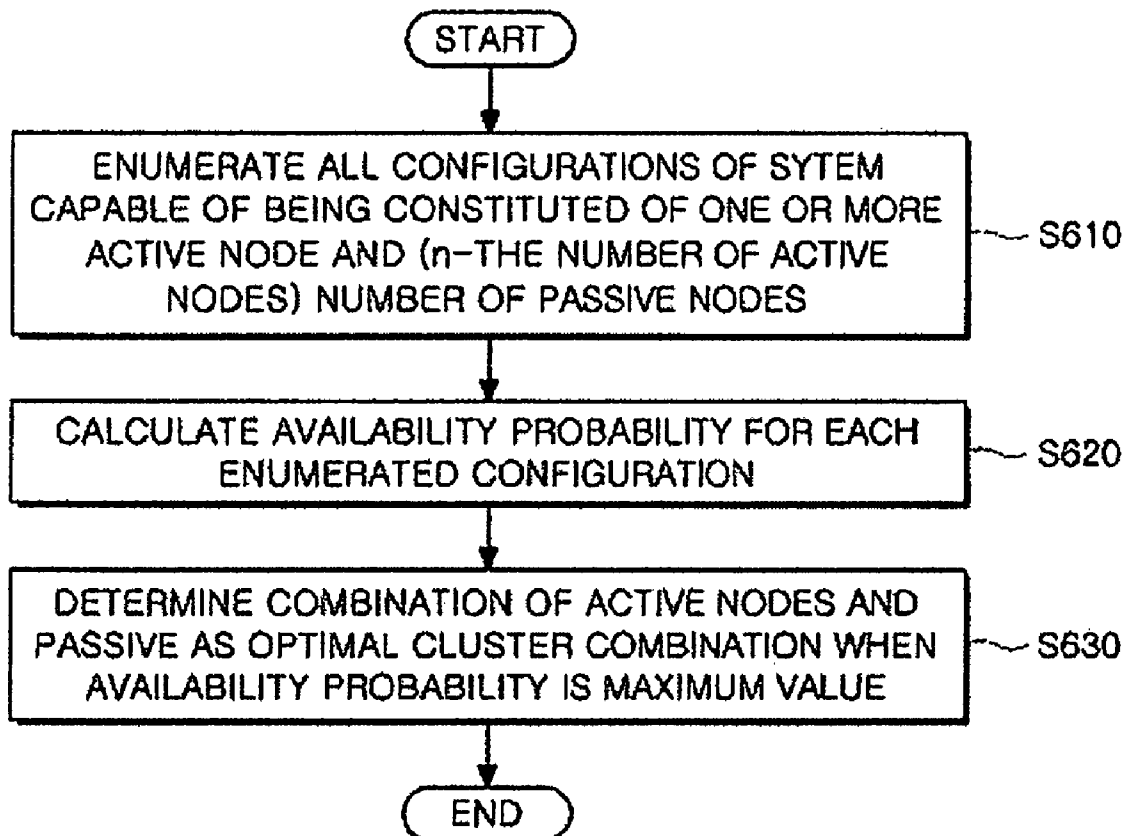 START
ENUMERATE ALL CONFIGURATIONS OF SYTEM
CAPABLE OF BEING CONSTITUTED OF ONE OR MORE
ACTIVE NODE AND (n-THE NUMBER OF ACTIVE
NODES) NUMBER OF PASSIVE NODES
S610
CALCULATE AVAILABILITY PROBABILITY FOR EACH
ENUMERATED CONFIGURATION
S620
DETERMINE COMBINATION OF ACTIVE NODES AND
PASSIVE AS OPTIMAL CLUSTER COMBINATION WHEN
AVAILABILITY PROBABILITY IS MAXIMUM VALUE
S630
END